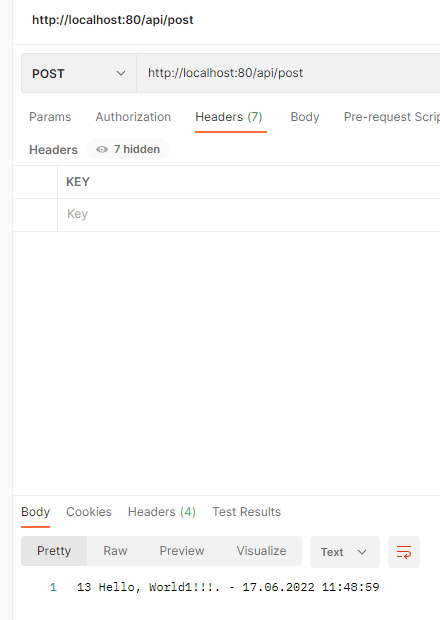 http://localhost:80/api/post
POST http://localhost:80/api/post
Params Authorization Headers (7) Body Pre-request
Headers 7 hidden
KEY
Key
Body Cookies Headers (4) Test Results
Pretty Raw Preview Visualize Text
1 13 Hello, World1!!!. - 17.06.2022 11:48:59